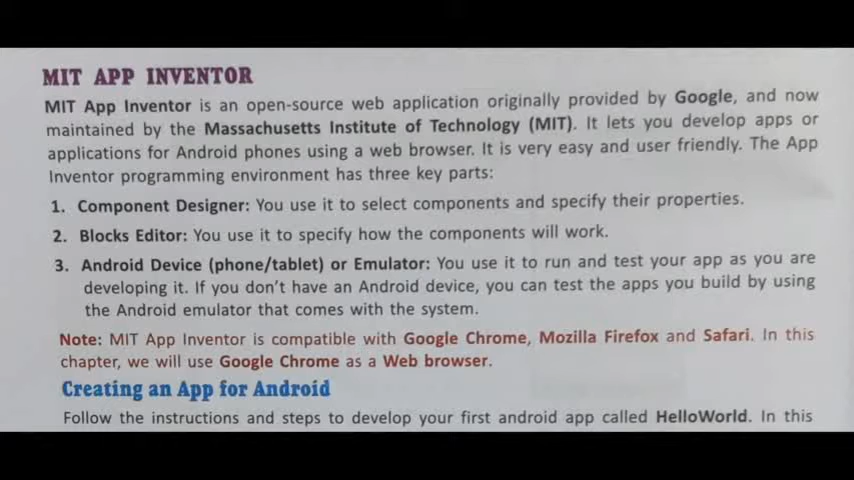 MIT APP INVENTOR
MIT App Inventor is an open-source web application originally provided by Google, and now
maintained by the Massachusetts Institute of Technology (MIT). It lets you develop apps or
applications for Android phones using a web browser. It is very easy and user friendly. The App
Inventor programming environment has three key parts:
1. Component Designer: You use it to select components and specify their properties.
2. Blocks Editor: You use it to specify how the components will work.
3. Android Device (phone/tablet) or Emulator: You use it to run and test your app as you are
developing it. If you don't have an Android device, you can test the apps you build by using
the Android emulator that comes with the system.
Note: MIT App Inventor is compatible with Google Chrome, Mozilla Firefox and Safari. In this
chapter, we will use Google Chrome as a Web browser.
Creating an App for Android
Follow the instructions and steps to develop your first android app called HelloWorld. In this